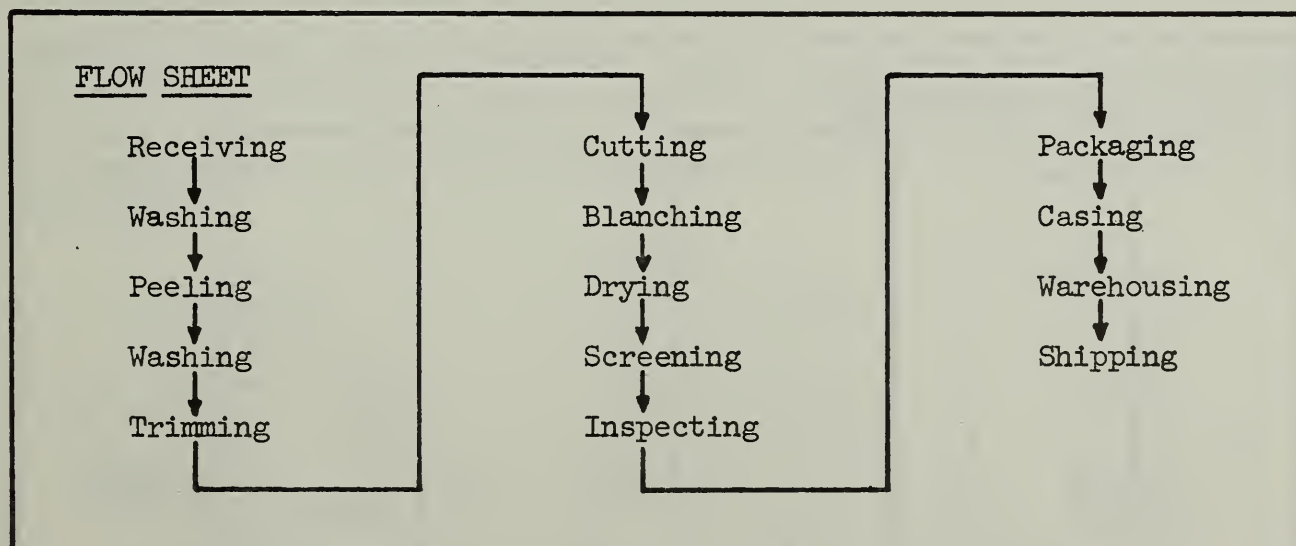 FLOW SHEET
Receiving
Washing
Peeling
Washing
Trimming
Cutting
Blanching
Drying
Screening
Inspecting
Packaging
Casing
Warehousing
Shipping